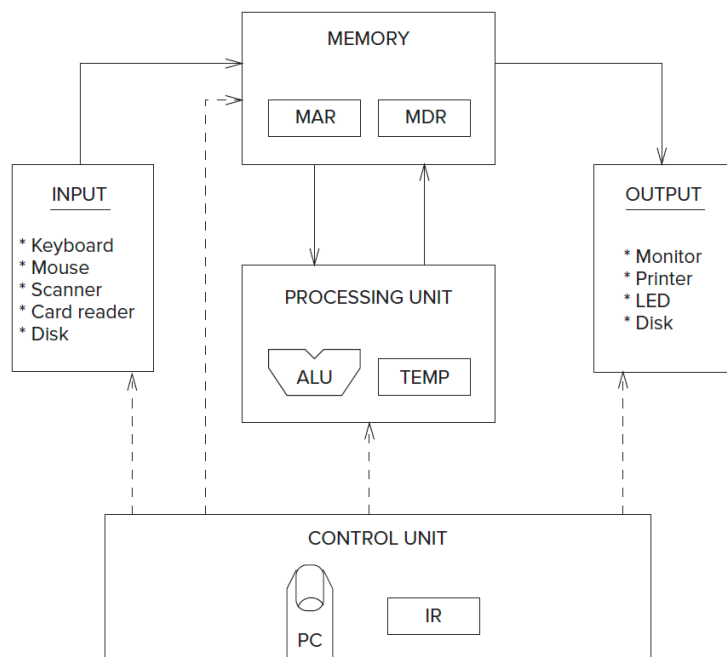 MEMORY
MAR
MDR
INPUT
* Keyboard
* Mouse
* Scanner
* Card reader
* Disk
PROCESSING UNIT
ALU
TEMP
OUTPUT
* Monitor
* Printer
* LED
* Disk
CONTROL UNIT
PC
IR